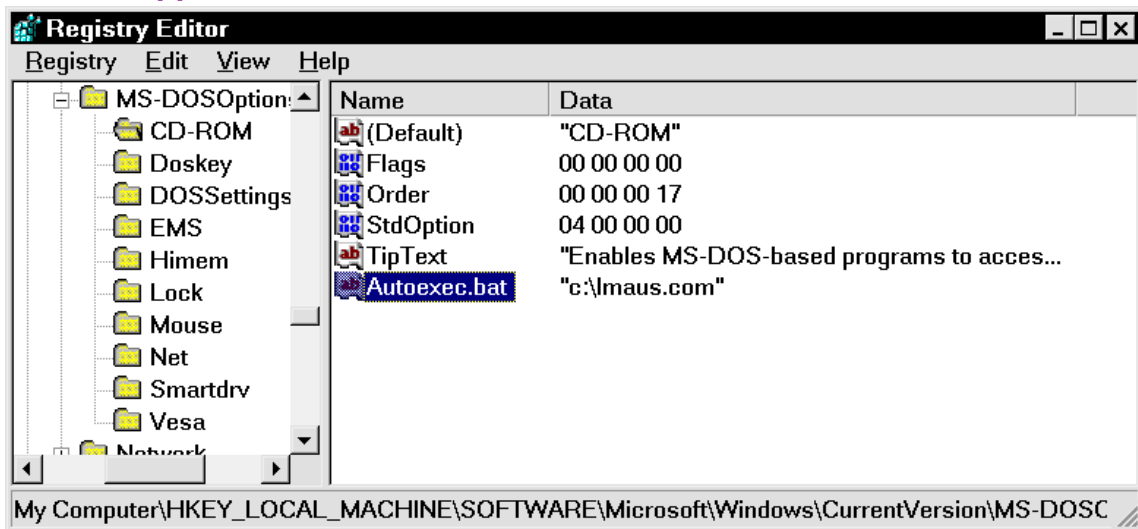 Registry Editor
Registry Edit View Help
MS-DOSOption
CD-ROM
Doskey
DOSSettings
EMS
Himem
Lock
Mouse
Net
Smartdrv
Vesa
Network
Name Data
(Default) "CD-ROM"
Flags 00 00 00 00
Order 00 00 00 17
StdOption 04 00 00 00
TipText "Enables MS-DOS-based programs to acces...
Autoexec.bat "c:\lmaus.com"
My Computer\HKEY_LOCAL_MACHINE\SOFTWARE\Microsoft\Windows\CurrentVersion\MS-DOSC